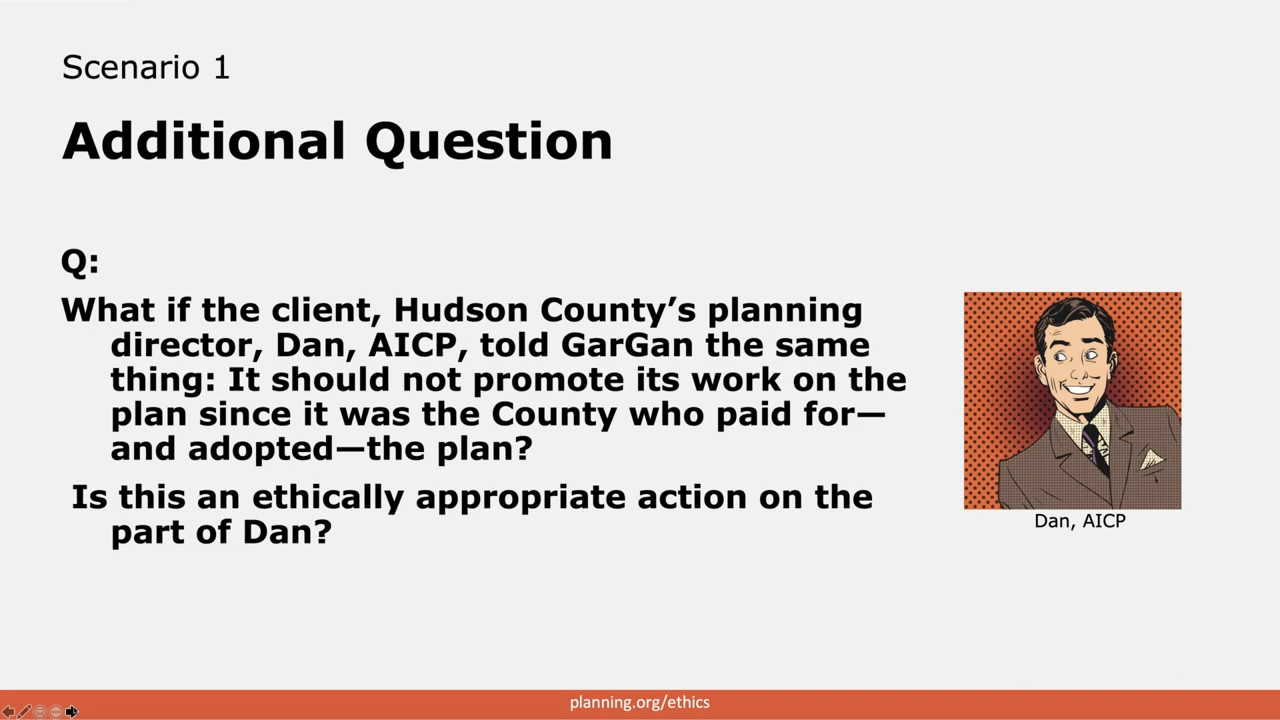 Scenario 1
Additional Question
Q:
What if the client, Hudson County’s planning
director, Dan, AICP, told GarGan the same
thing: It should not promote its work on the
plan since it was the County who paid for—
and adopted—the plan?
Is this an ethically appropriate action on the
part of Dan?
Dan, AICP
planning.org/ethics